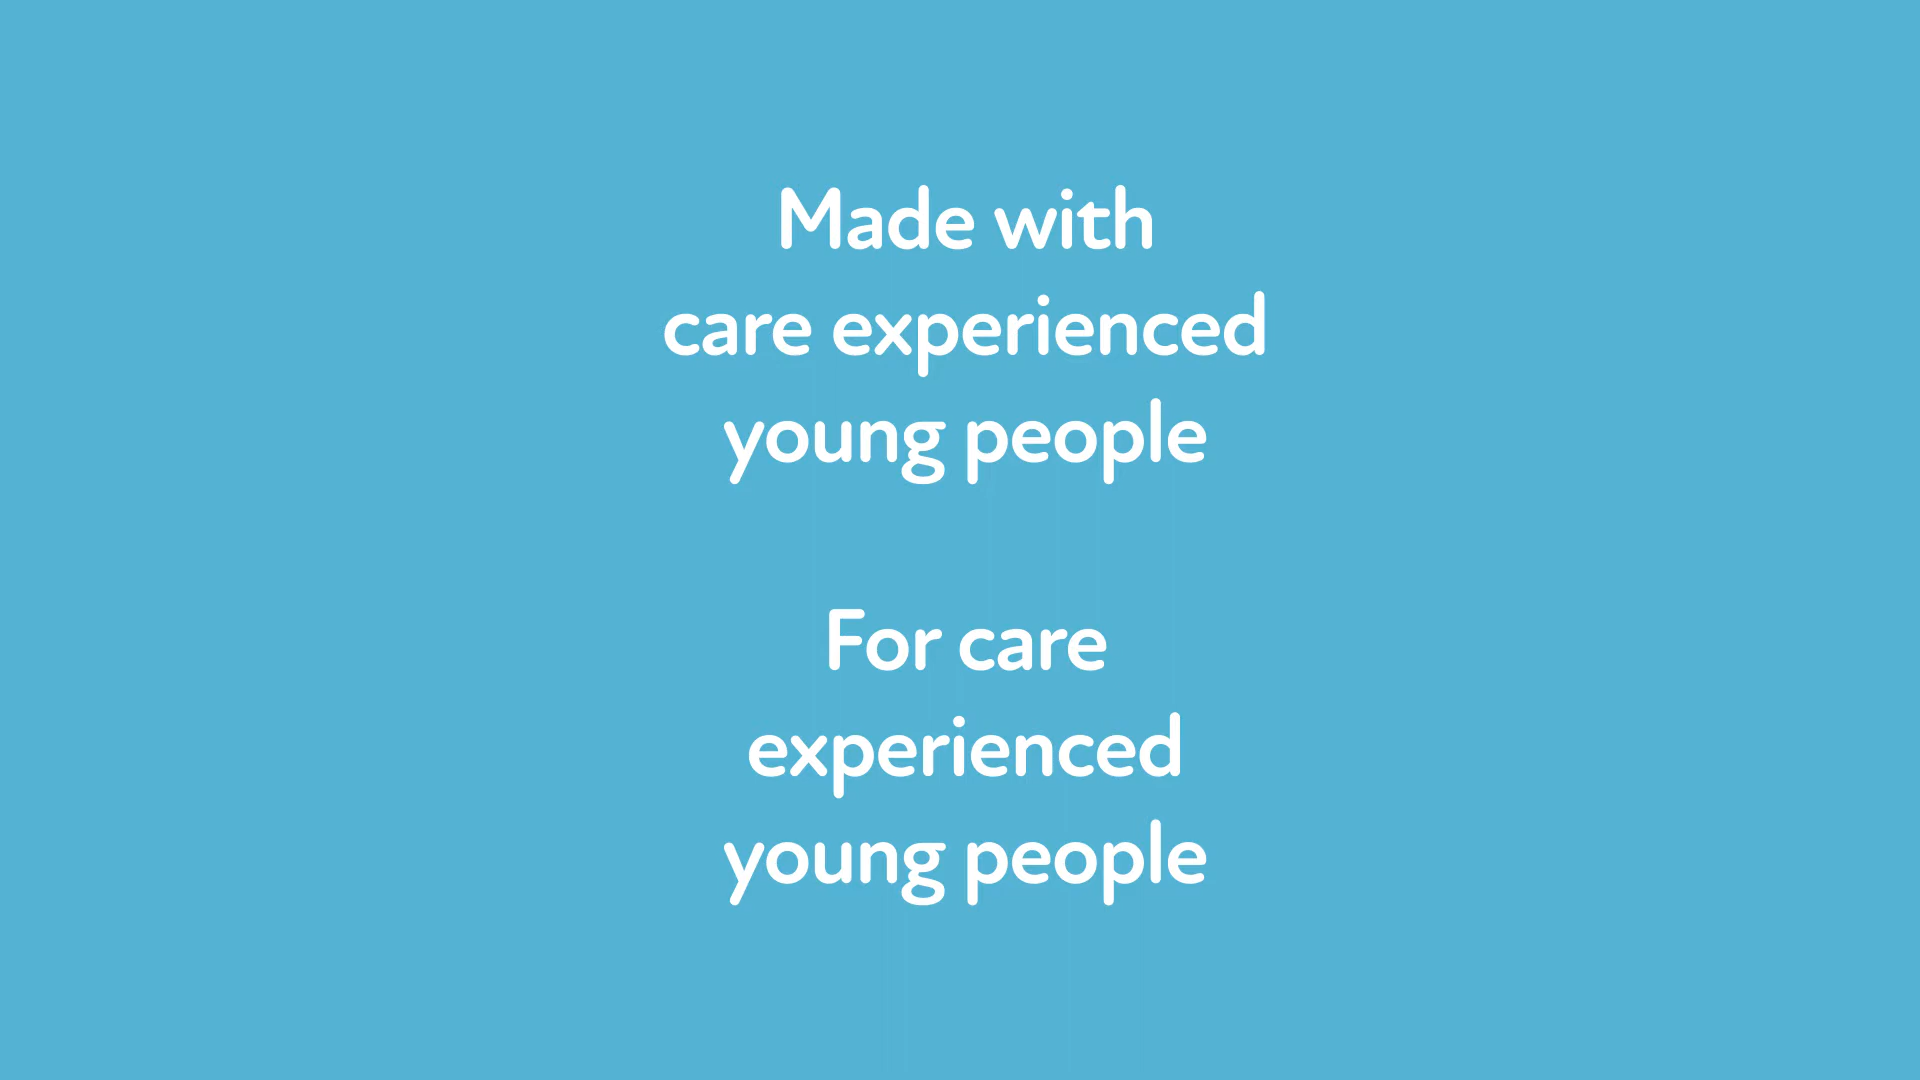 Made with
care experienced
young people
For care
experienced
young people